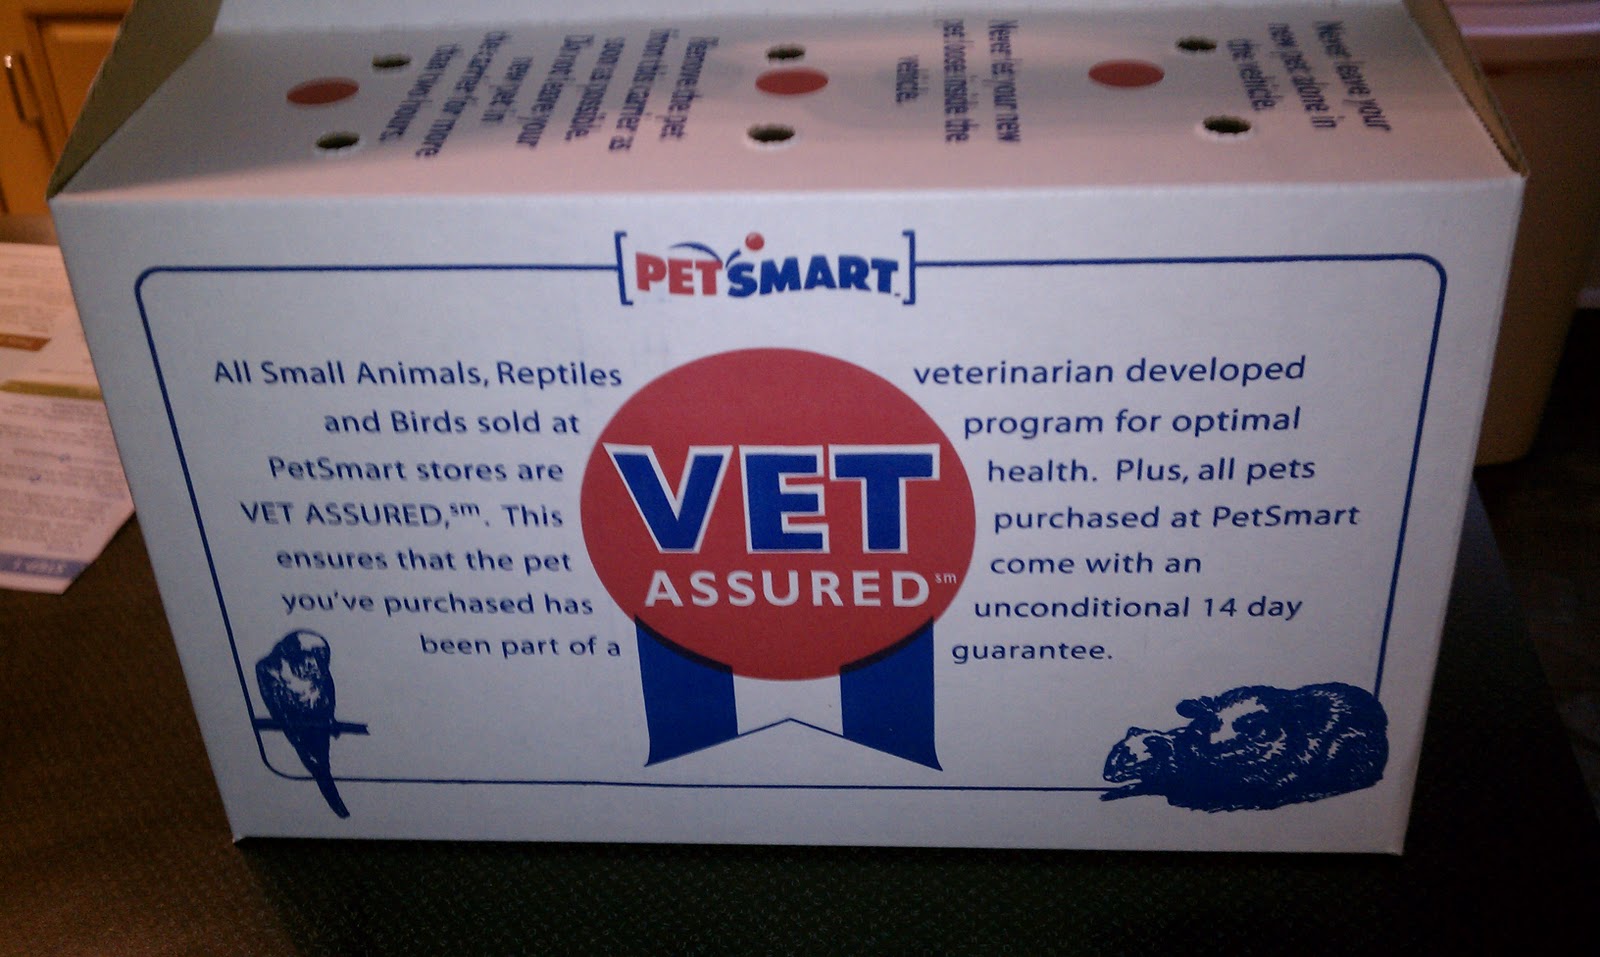 Remove the pet
from this carrier as
soon as possible.
Do not leave your
new pet in
the carrier for more
than two hours.
Never let your new
pet loose inside the
vehicle.
Never leave your
new pet alone in
the vehicle.
PETSMART
All Small Animals, Reptiles
and Birds sold at
PetSmart stores are
VET ASSURED,sm. This
ensures that the pet
you've purchased has
been part of a
VET
ASSUREDsm
veterinarian developed
program for optimal
health. Plus, all pets
purchased at PetSmart
come with an
unconditional 14 day
guarantee.